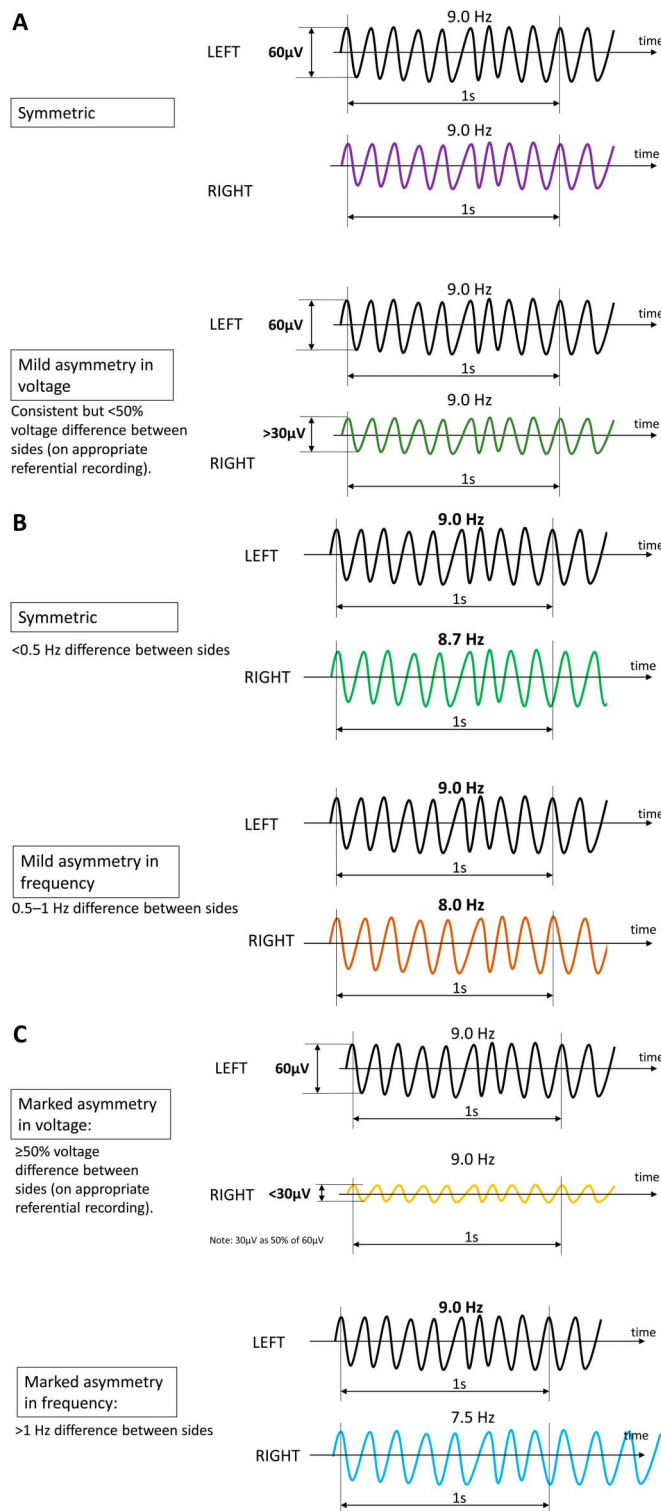 A
9.0 Hz
LEFT
60µV
time
1s
Symmetric
9.0 Hz
time
RIGHT
1s
9.0 Hz
LEFT
60µV
time
1s
Mild asymmetry in
voltage
Consistent but <50%
voltage difference between
sides (on appropriate
referential recording).
9.0 Hz
>30µV
time
RIGHT
1s
B
9.0 Hz
LEFT
time
1s
Symmetric
<0.5 Hz difference between sides
8.7 Hz
RIGHT
time
1s
9.0 Hz
LEFT
time
1s
Mild asymmetry in
frequency
0.5–1 Hz difference between sides
8.0 Hz
RIGHT
time
1s
C
9.0 Hz
LEFT
60µV
time
1s
Marked asymmetry
in voltage:
≥50% voltage
difference between
sides (on appropriate
referential recording).
9.0 Hz
RIGHT
<30µV
time
Note: 30µV as 50% of 60µV
1s
9.0 Hz
LEFT
time
1s
Marked asymmetry
in frequency:
>1 Hz difference between sides
7.5 Hz
RIGHT
time
1s